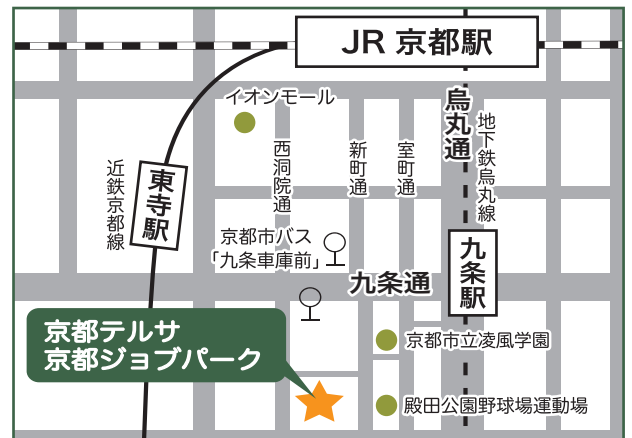 JR 京都駅
イオンモール
烏丸通
地下鉄烏丸線
西洞院通
新町通
室町通
近鉄京都線
東寺駅
京都市バス
「九条車庫前」
九条通
九条駅
京都テルサ
京都ジョブパーク
京都市立凌風学園
殿田公園野球場運動場